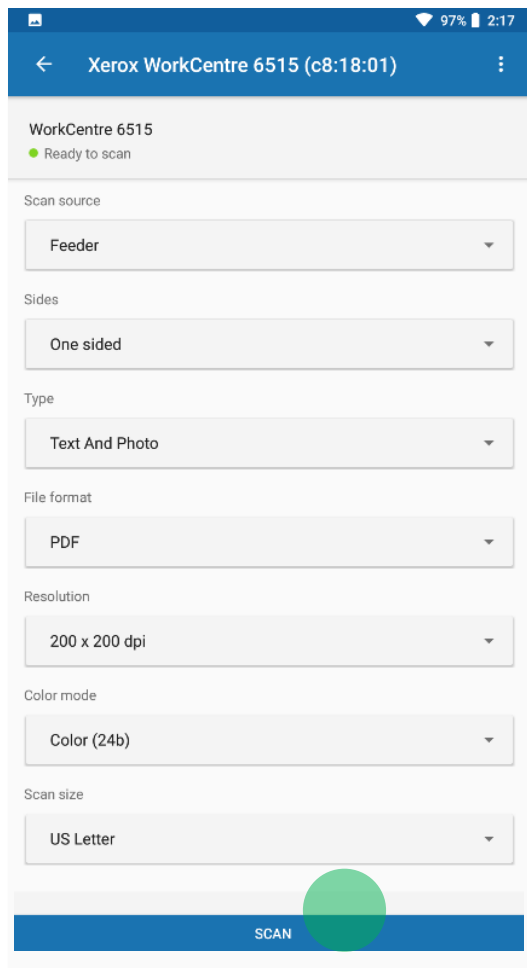 97% 2:17
Xerox WorkCentre 6515 (c8:18:01)
WorkCentre 6515
Ready to scan
Scan source
Feeder
Sides
One sided
Type
Text And Photo
File format
PDF
Resolution
200 x 200 dpi
Color mode
Color (24b)
Scan size
US Letter
SCAN